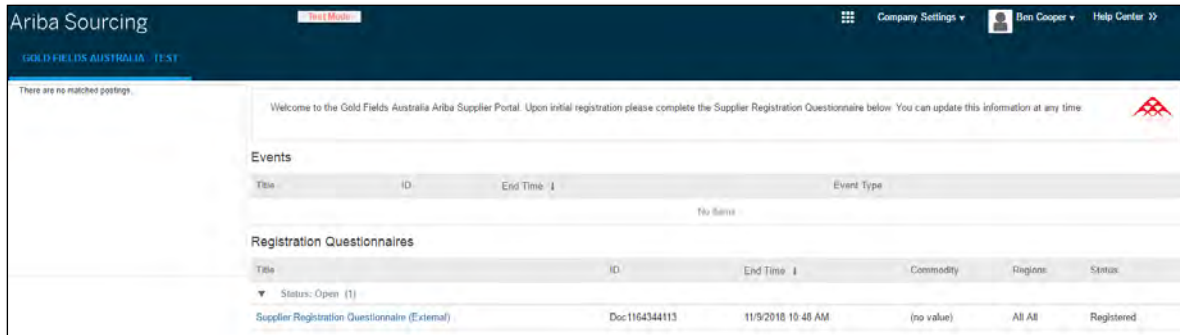 Ariba Sourcing
Test Mode
Company Settings
Ben Cooper
Help Center
GOLD FIELDS AUSTRALIA - TEST
There are no matched postings.
Welcome to the Gold Fields Australia Ariba Supplier Portal. Upon initial registration please complete the Supplier Registration Questionnaire below. You can update this information at any time.
Events
Title ID End Time ↓ Event Type
No items
Registration Questionnaires
Title ID End Time ↓ Commodity Regions Status
▼ Status: Open (1)
Supplier Registration Questionnaire (External) Doc1164344113 11/9/2018 10:48 AM (no value) All All Registered